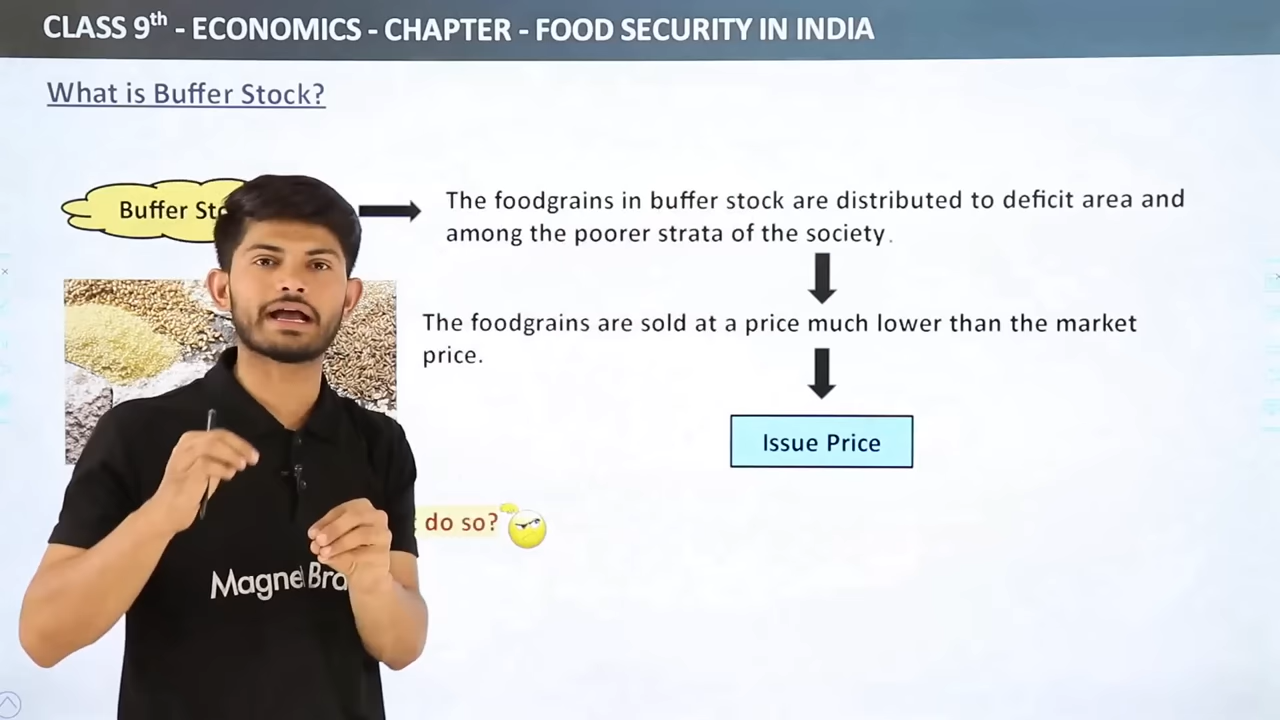 CLASS 9th - ECONOMICS - CHAPTER - FOOD SECURITY IN INDIA
What is Buffer Stock?
Buffer
The foodgrains in buffer stock are distributed to deficit area and
among the poorer strata of the society.
The foodgrains are sold at a price much lower than the market
price.
Issue Price
do so?